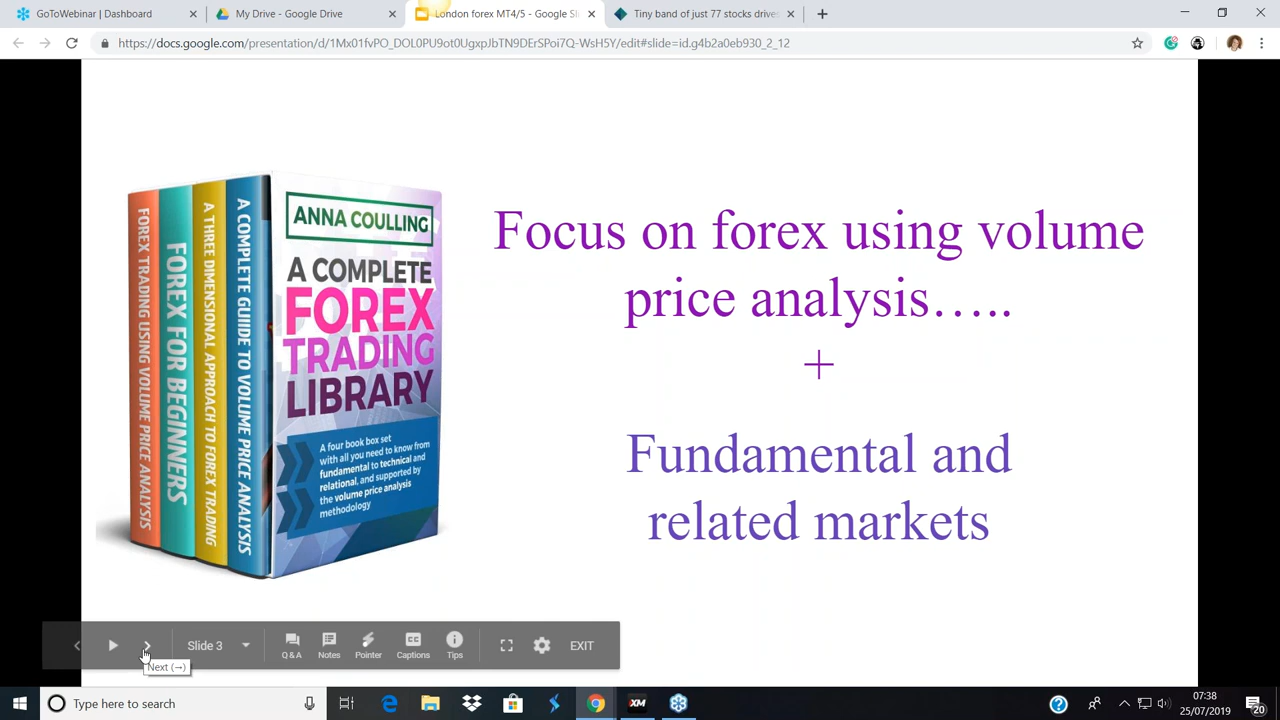 GoToWebinar | Dashboard
My Drive - Google Drive
London forex MT4/5 - Google Sl
Tiny band of just 77 stocks drives
https://docs.google.com/presentation/d/1Mx01fvPO_DOL0PU9ot0UgxpJbTN9DErSPoi7Q-WsH5Y/edit#slide=id.g4b2a0eb930_2_12
FOREX TRADING USING VOLUME PRICE ANALYSIS
FOREX FOR BEGINNERS
A THREE DIMENSIONAL APPROACH TO FOREX TRADING
A COMPLETE GUIDE TO VOLUME PRICE ANALYSIS
ANNA COULLING
A COMPLETE
FOREX
TRADING
LIBRARY
A four book box set
with all you need to know from
fundamental to technical and
relational, and supported by
the volume price analysis
methodology
Focus on forex using volume
price analysis…..
+
Fundamental and
related markets
Slide 3
Q & A
Notes
Pointer
CC
Captions
Tips
EXIT
Next (→)
Type here to search
XM
07:38
25/07/2019
20